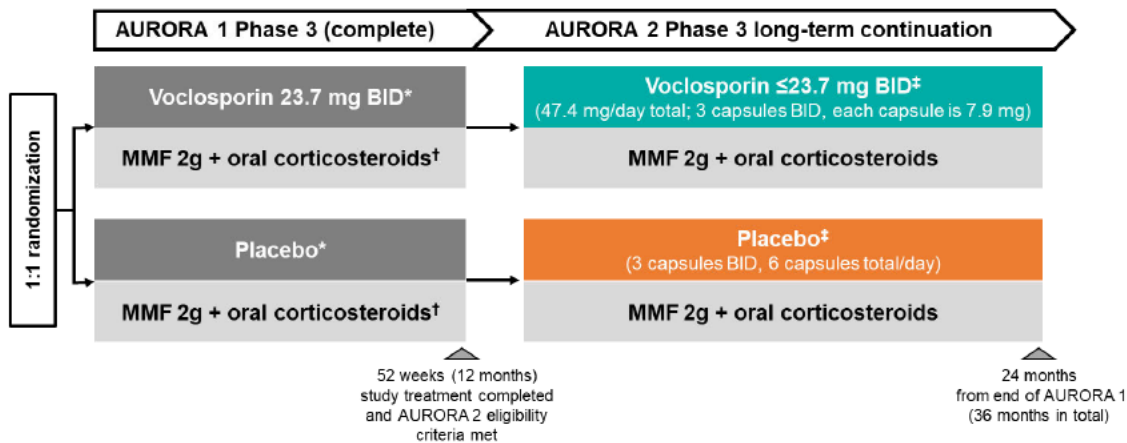 AURORA 1 Phase 3 (complete)
AURORA 2 Phase 3 long-term continuation
1:1 randomization
Voclosporin 23.7 mg BID*
MMF 2g + oral corticosteroids†
Voclosporin ≤23.7 mg BID‡
(47.4 mg/day total; 3 capsules BID, each capsule is 7.9 mg)
MMF 2g + oral corticosteroids
Placebo*
MMF 2g + oral corticosteroids†
Placebo‡
(3 capsules BID, 6 capsules total/day)
MMF 2g + oral corticosteroids
52 weeks (12 months)
study treatment completed
and AURORA 2 eligibility
criteria met
24 months
from end of AURORA 1
(36 months in total)